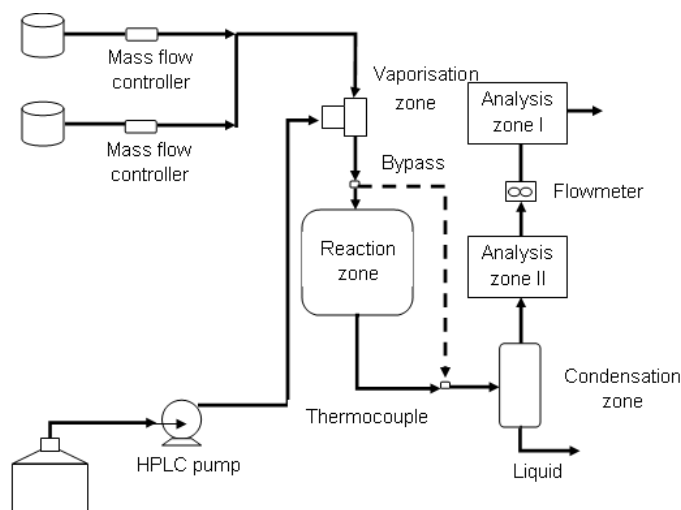 Mass flow
controller
Vaporisation
zone
Analysis
zone I
Mass flow
controller
Bypass
Flowmeter
Reaction
zone
Analysis
zone II
Thermocouple
Condensation
zone
HPLC pump
Liquid